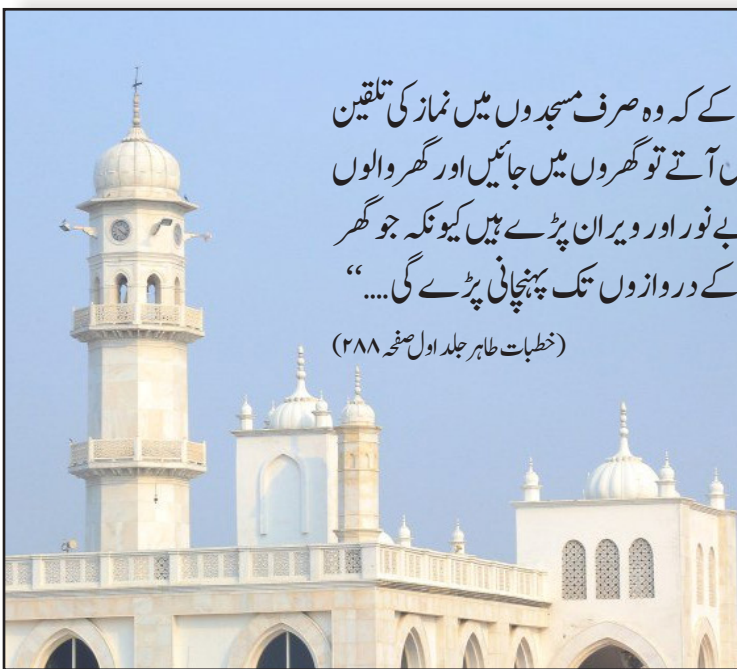 کے کہ وہ صرف مسجدوں میں نماز کی تلقین
آتے تو گھروں میں جائیں اور گھر والوں
بے نور اور ویران پڑے ہیں کیونکہ جو گھر
کے دروازوں تک پہنچانی پڑے گی....“
(خطبات طاہر جلد اول صفحہ ۲۸۸)